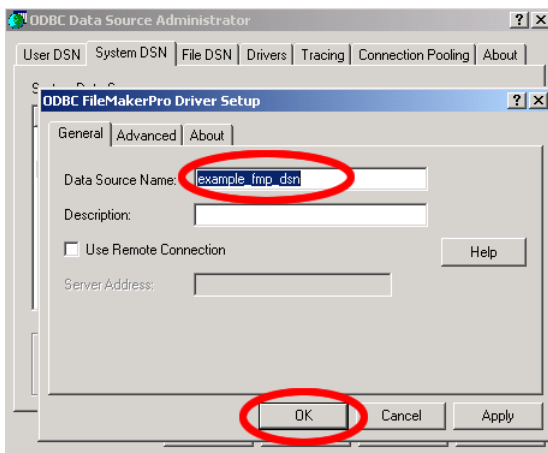 ODBC Data Source Administrator
User DSN System DSN File DSN Drivers Tracing Connection Pooling About
ODBC FileMakerPro Driver Setup
General Advanced About
Data Source Name: example_fmp_dsn
Description:
Use Remote Connection
Help
Server Address:
OK Cancel Apply